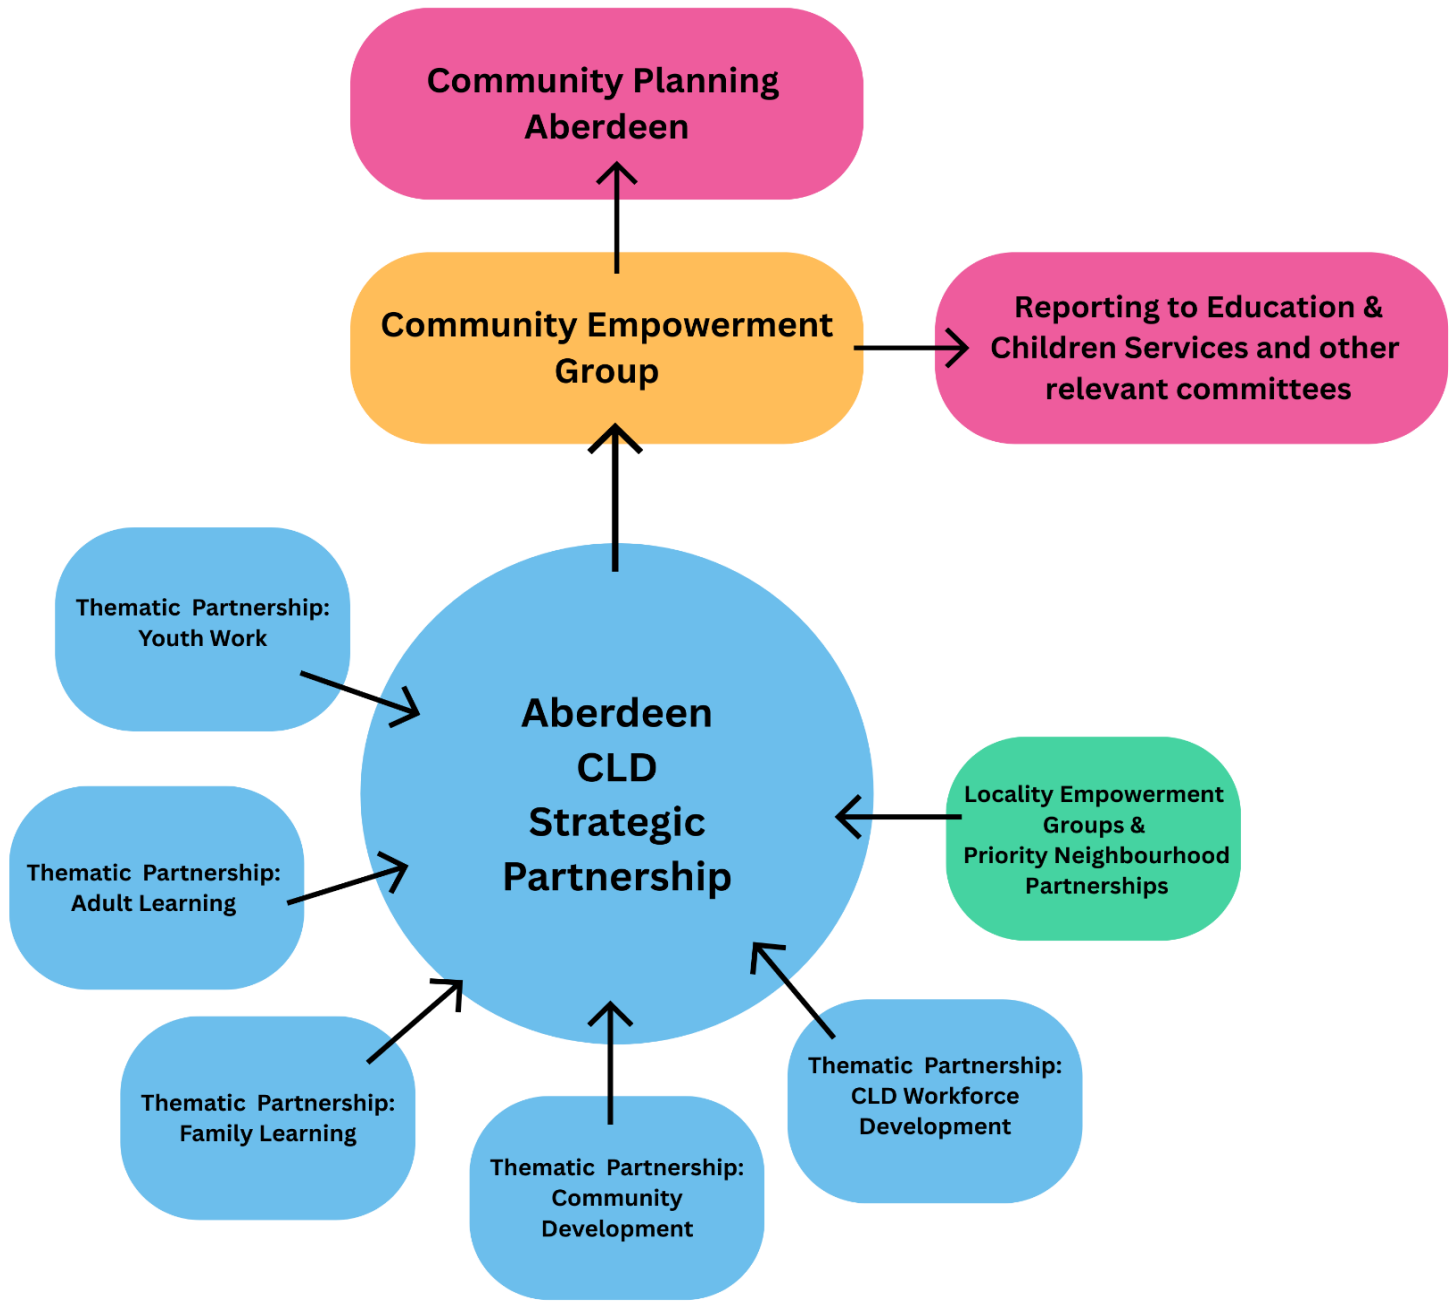 Community Planning
Aberdeen
Community Empowerment
Group
Reporting to Education &
Children Services and other
relevant committees
Thematic  Partnership:
Youth Work
Aberdeen
CLD
Strategic
Partnership
Locality Empowerment
Groups &
Priority Neighbourhood
Partnerships
Thematic  Partnership:
Adult Learning
Thematic  Partnership:
Family Learning
Thematic  Partnership:
Community
Development
Thematic  Partnership:
CLD Workforce
Development